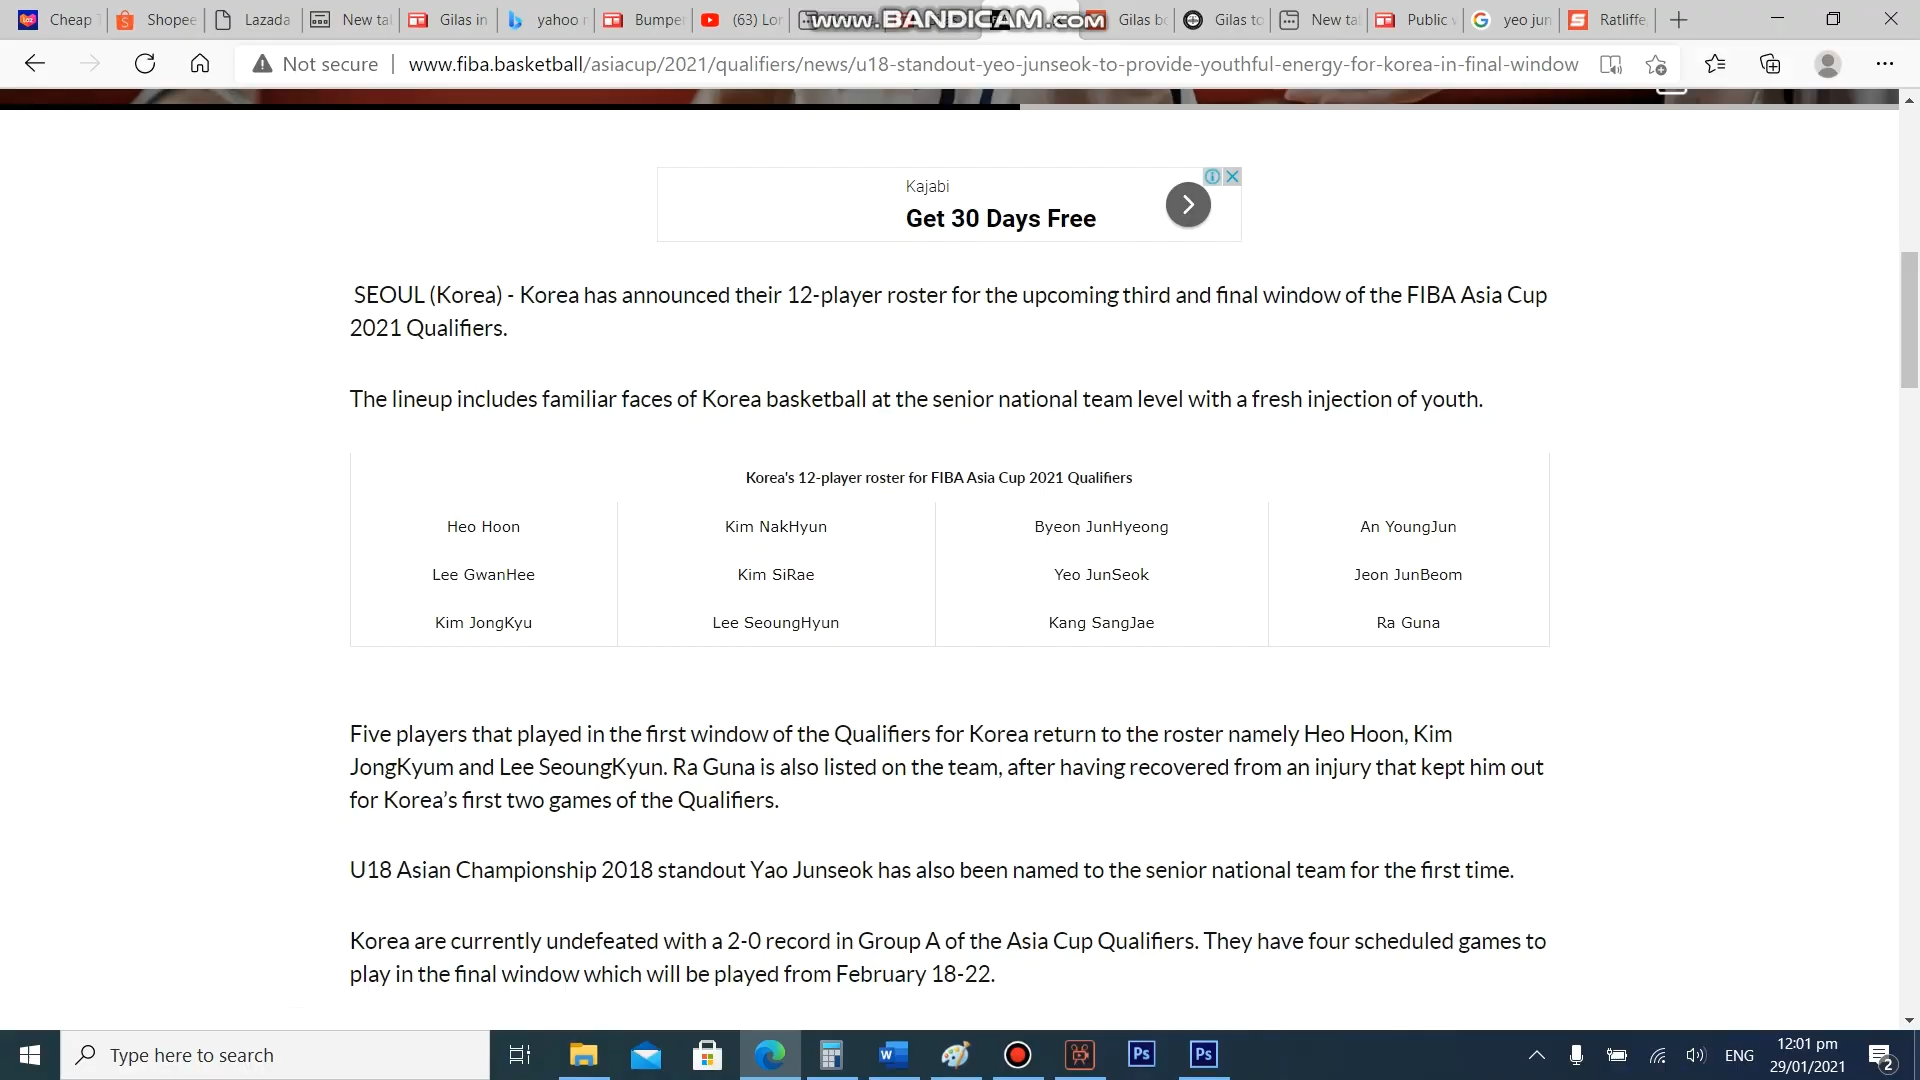 Cheap
Shopee
Lazada
New ta
Gilas in
yahoo
Bumper
(63) Lor
www.BANDICAM.com
Gilas b
Gilas to
New ta
Public
yeo jun
Ratliffe
Not secure
www.fiba.basketball/asiacup/2021/qualifiers/news/u18-standout-yeo-junseok-to-provide-youthful-energy-for-korea-in-final-window
Kajabi
Get 30 Days Free
SEOUL (Korea) - Korea has announced their 12-player roster for the upcoming third and final window of the FIBA Asia Cup
2021 Qualifiers.
The lineup includes familiar faces of Korea basketball at the senior national team level with a fresh injection of youth.
Korea's 12-player roster for FIBA Asia Cup 2021 Qualifiers
Heo Hoon Kim NakHyun Byeon JunHyeong An YoungJun
Lee GwanHee Kim SiRae Yeo JunSeok Jeon JunBeom
Kim JongKyu Lee SeoungHyun Kang SangJae Ra Guna
Five players that played in the first window of the Qualifiers for Korea return to the roster namely Heo Hoon, Kim
JongKyum and Lee SeoungKyun. Ra Guna is also listed on the team, after having recovered from an injury that kept him out
for Korea’s first two games of the Qualifiers.
U18 Asian Championship 2018 standout Yao Junseok has also been named to the senior national team for the first time.
Korea are currently undefeated with a 2-0 record in Group A of the Asia Cup Qualifiers. They have four scheduled games to
play in the final window which will be played from February 18-22.
Type here to search
W
Ps
Ps
ENG
12:01 pm
29/01/2021
2